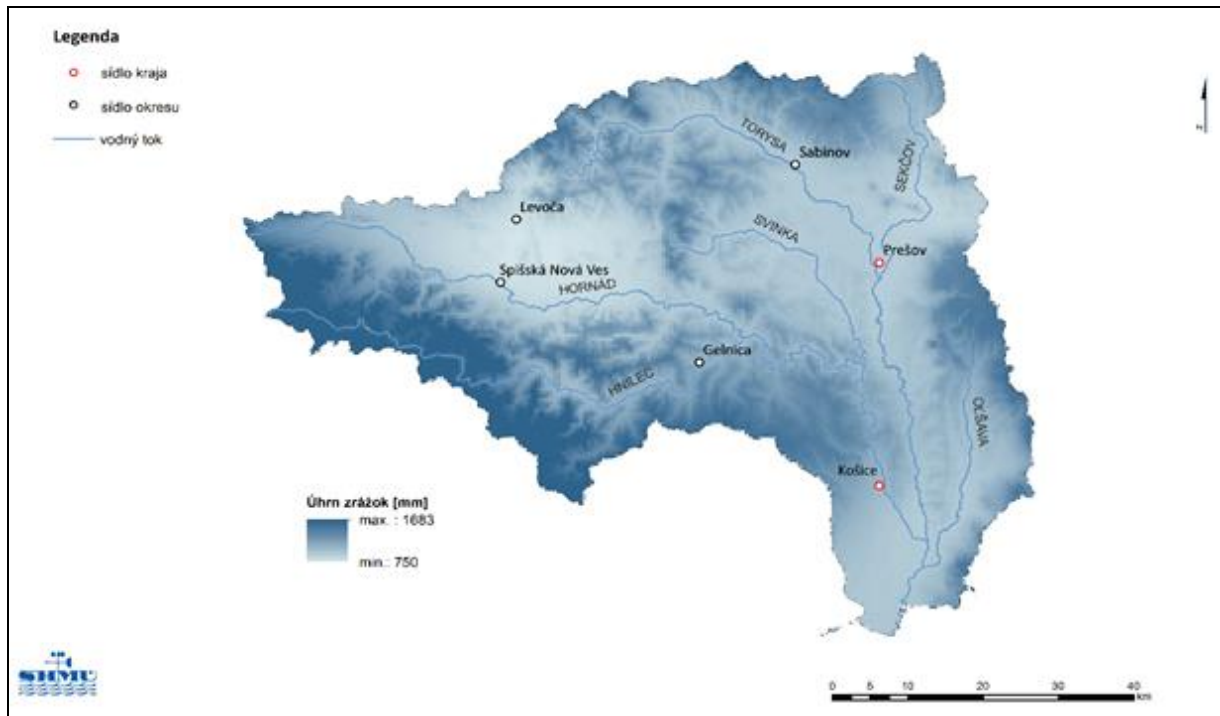 Legenda
sídlo kraja
sídlo okresu
vodný tok
N
TORYSA
Sabinov
SEKČOV
Levoča
SVINKA
Prešov
Spišská Nová Ves
HORNÁD
Gelnica
HNILEC
OĽŠAVA
Košice
Úhrn zrážok [mm]
max. : 1683
min.: 750
SHMÚ
0 5 10 20 30 40
km